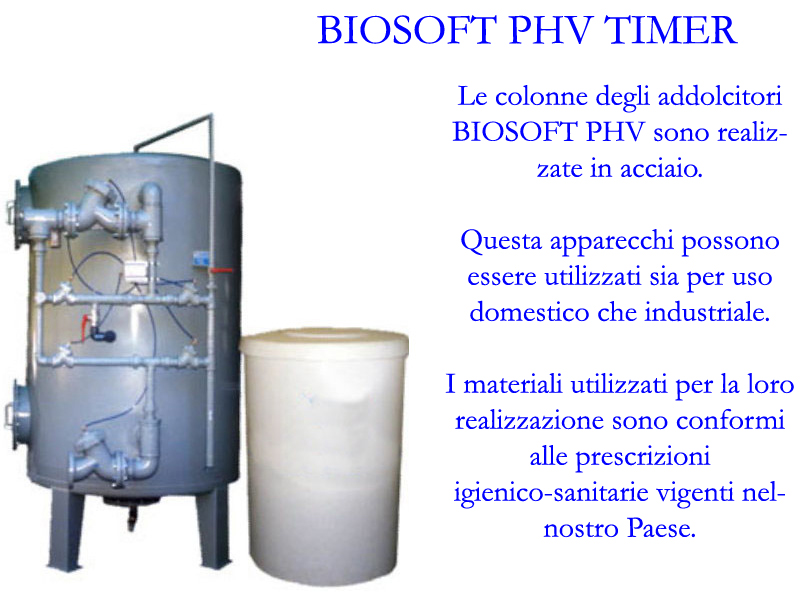 BIOSOFT PHV TIMER
Le colonne degli addolcitori
BIOSOFT PHV sono realiz-
zate in acciaio.
Questa apparecchi possono
essere utilizzati sia per uso
domestico che industriale.
I materiali utilizzati per la loro
realizzazione sono conformi
alle prescrizioni
igienico-sanitarie vigenti nel-
nostro Paese.